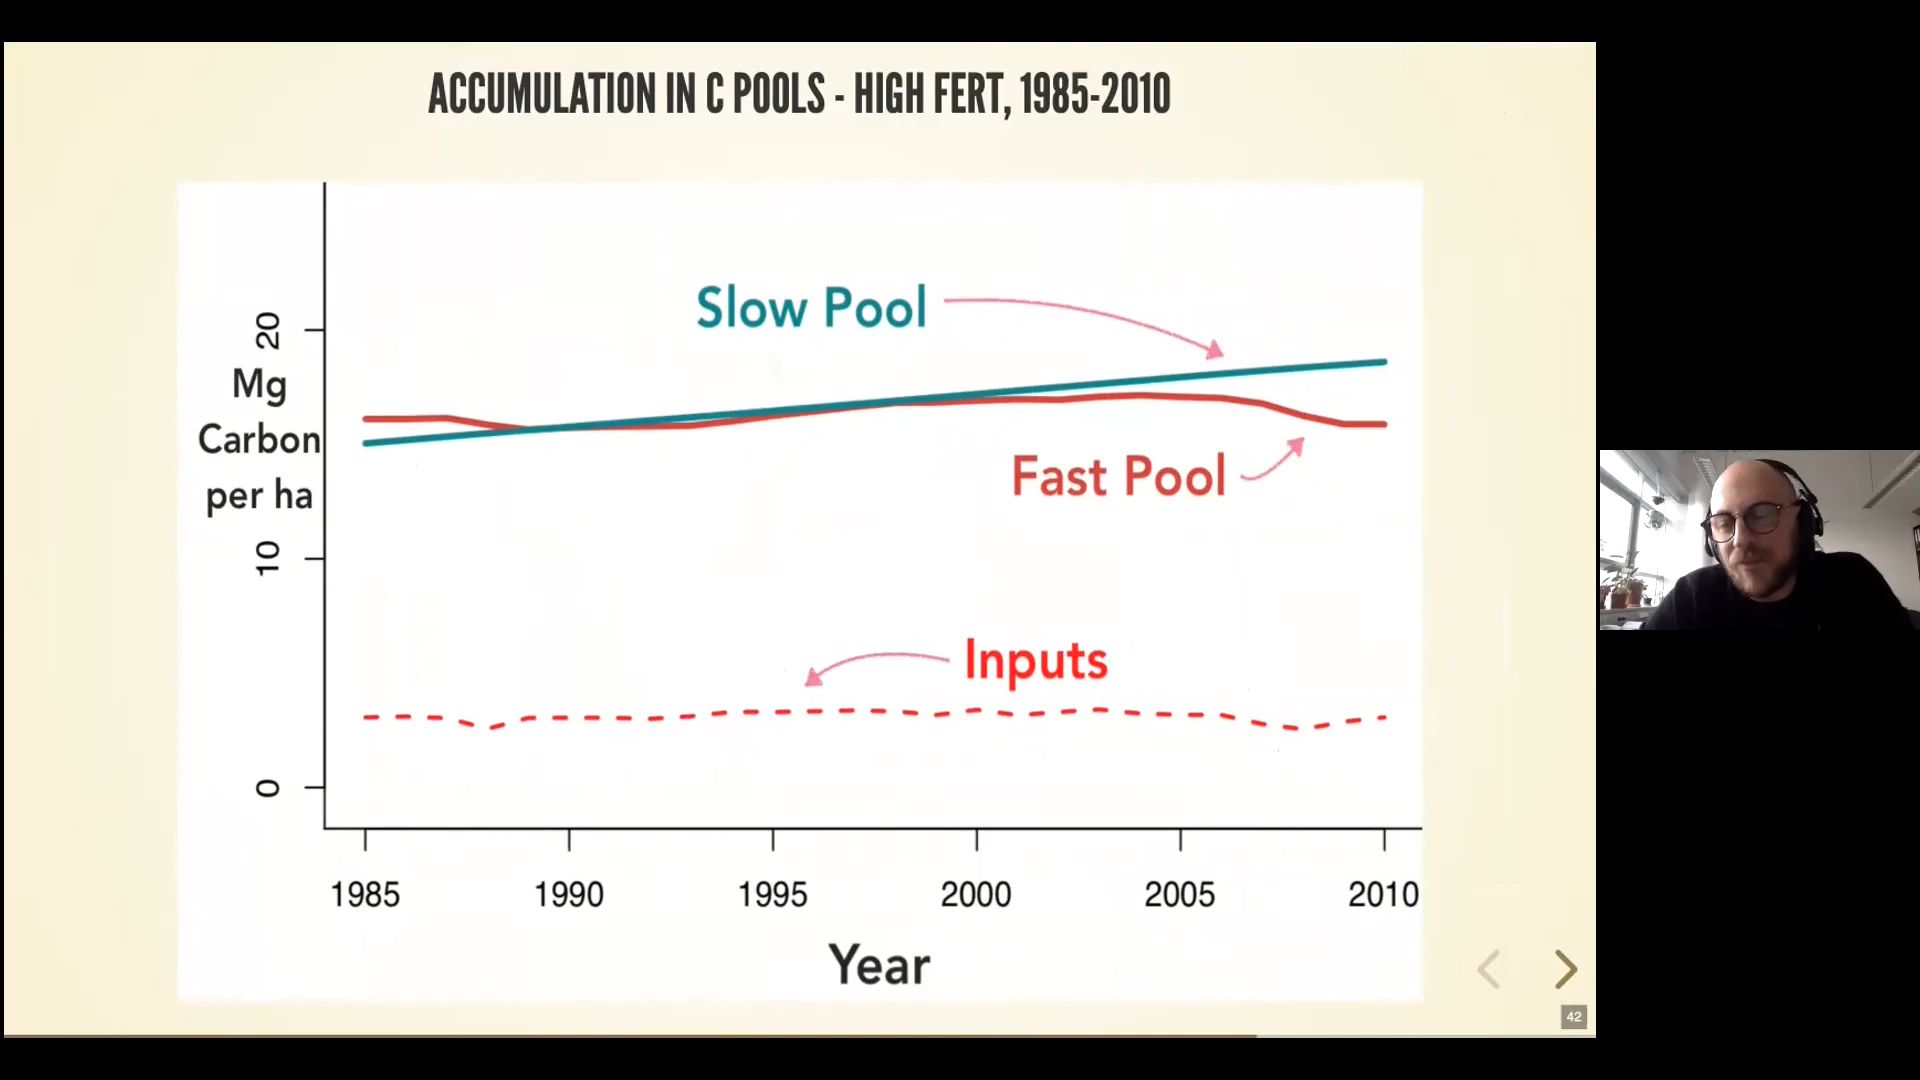 ACCUMULATION IN C POOLS - HIGH FERT, 1985-2010
Slow Pool
20
Mg
Carbon
per ha
Fast Pool
10
Inputs
0
1985 1990 1995 2000 2005 2010
Year
42